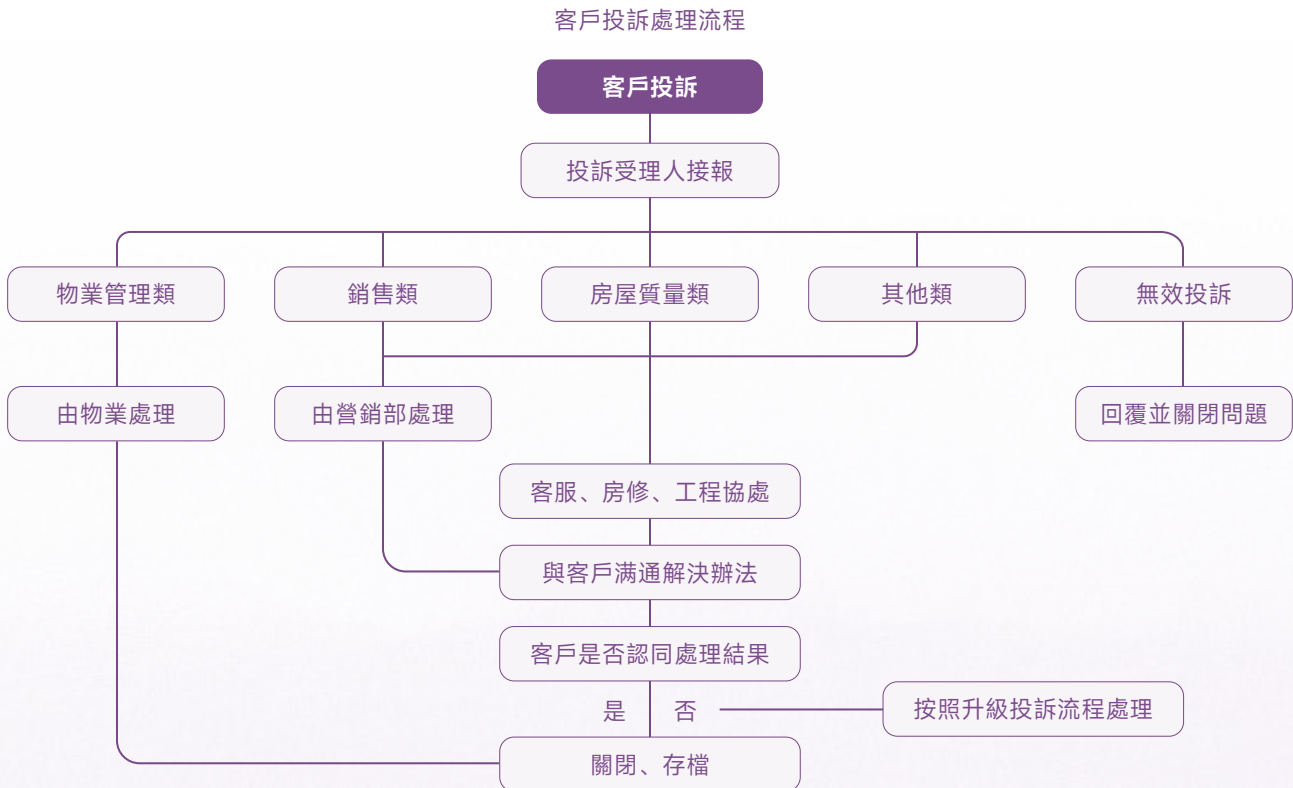 客戶投訴處理流程
客戶投訴
投訴受理人接報
物業管理類
銷售類
房屋質量類
其他類
無效投訴
由物業處理
由營銷部處理
回覆並關閉問題
客服、房修、工程協處
與客戶满通解決辦法
客戶是否認同處理結果
是
否
按照升級投訴流程處理
關閉、存檔